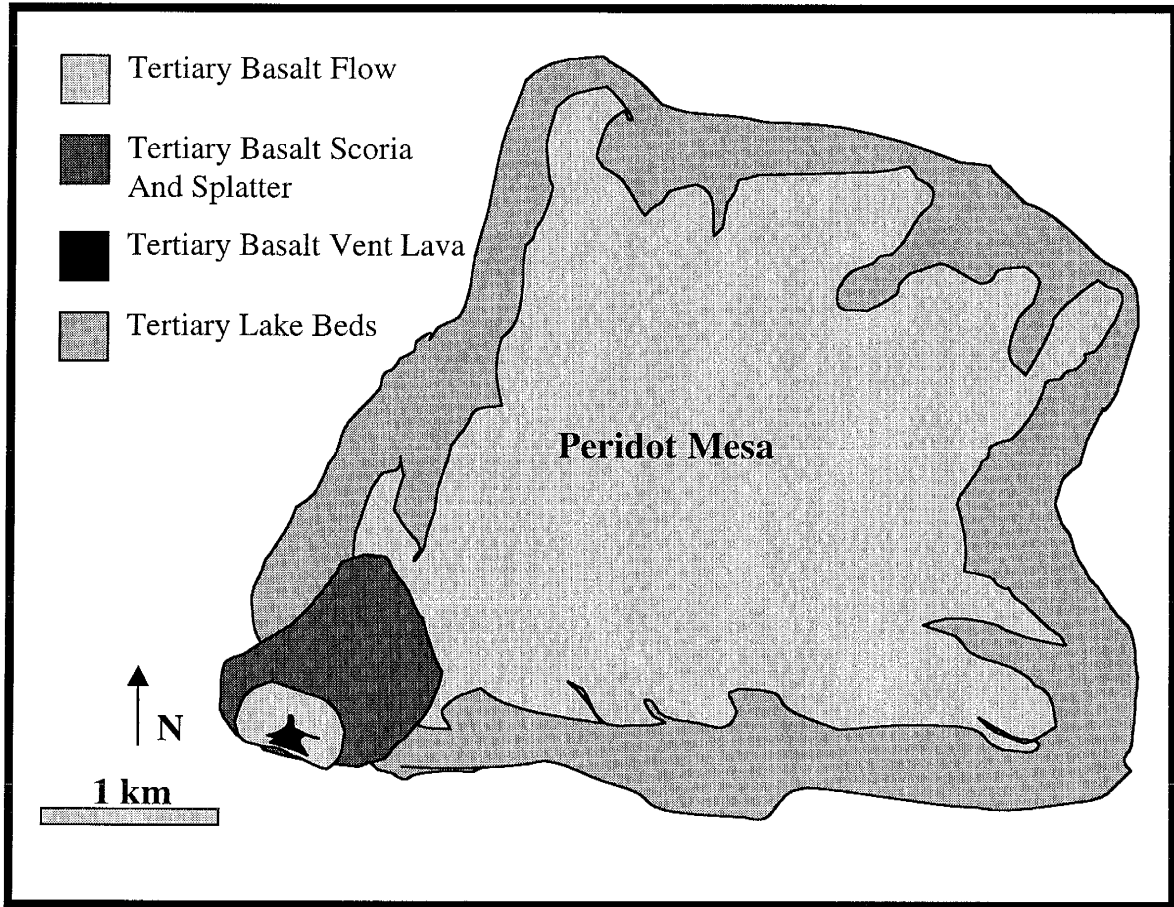 Tertiary Basalt Flow
Tertiary Basalt Scoria
And Splatter
Tertiary Basalt Vent Lava
Tertiary Lake Beds
Peridot Mesa
N
1 km